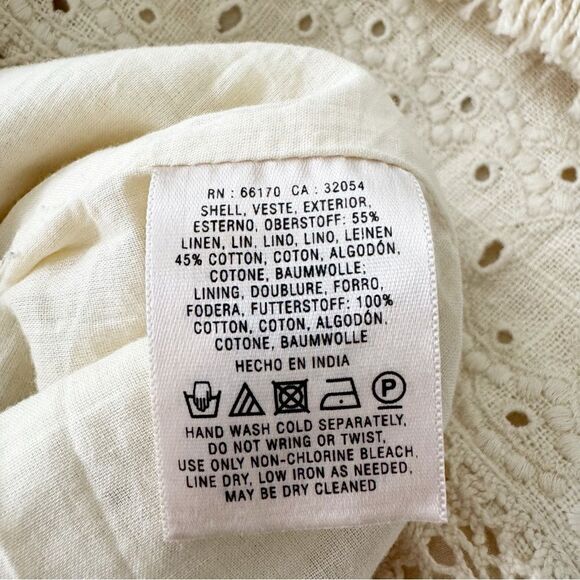 RN : 66170 CA : 32054
SHELL, VESTE, EXTERIOR,
ESTERNO, OBERSTOFF: 55%
LINEN, LIN, LINO, LINO, LEINEN
45% COTTON, COTON, ALGODÓN,
COTONE, BAUMWOLLE;
LINING, DOUBLURE, FORRO,
FODERA, FUTTERSTOFF: 100%
COTTON, COTON, ALGODÓN,
COTONE, BAUMWOLLE
HECHO EN INDIA
P
HAND WASH COLD SEPARATELY,
DO NOT WRING OR TWIST,
USE ONLY NON-CHLORINE BLEACH,
LINE DRY, LOW IRON AS NEEDED,
MAY BE DRY CLEANED